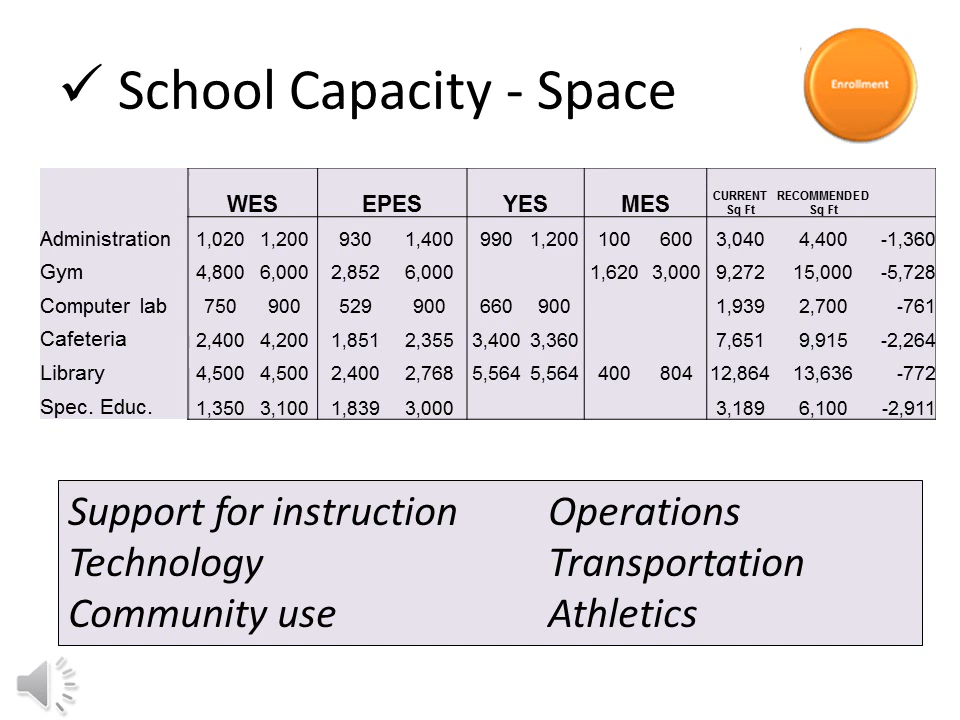 ✓ School Capacity - Space
Enrollment
WES EPES YES MES CURRENT Sq Ft RECOMMENDED Sq Ft
Administration 1,020 1,200 930 1,400 990 1,200 100 600 3,040 4,400 -1,360
Gym 4,800 6,000 2,852 6,000 1,620 3,000 9,272 15,000 -5,728
Computer lab 750 900 529 900 660 900 1,939 2,700 -761
Cafeteria 2,400 4,200 1,851 2,355 3,400 3,360 7,651 9,915 -2,264
Library 4,500 4,500 2,400 2,768 5,564 5,564 400 804 12,864 13,636 -772
Spec. Educ. 1,350 3,100 1,839 3,000 3,189 6,100 -2,911
Support for instruction Operations
Technology Transportation
Community use Athletics